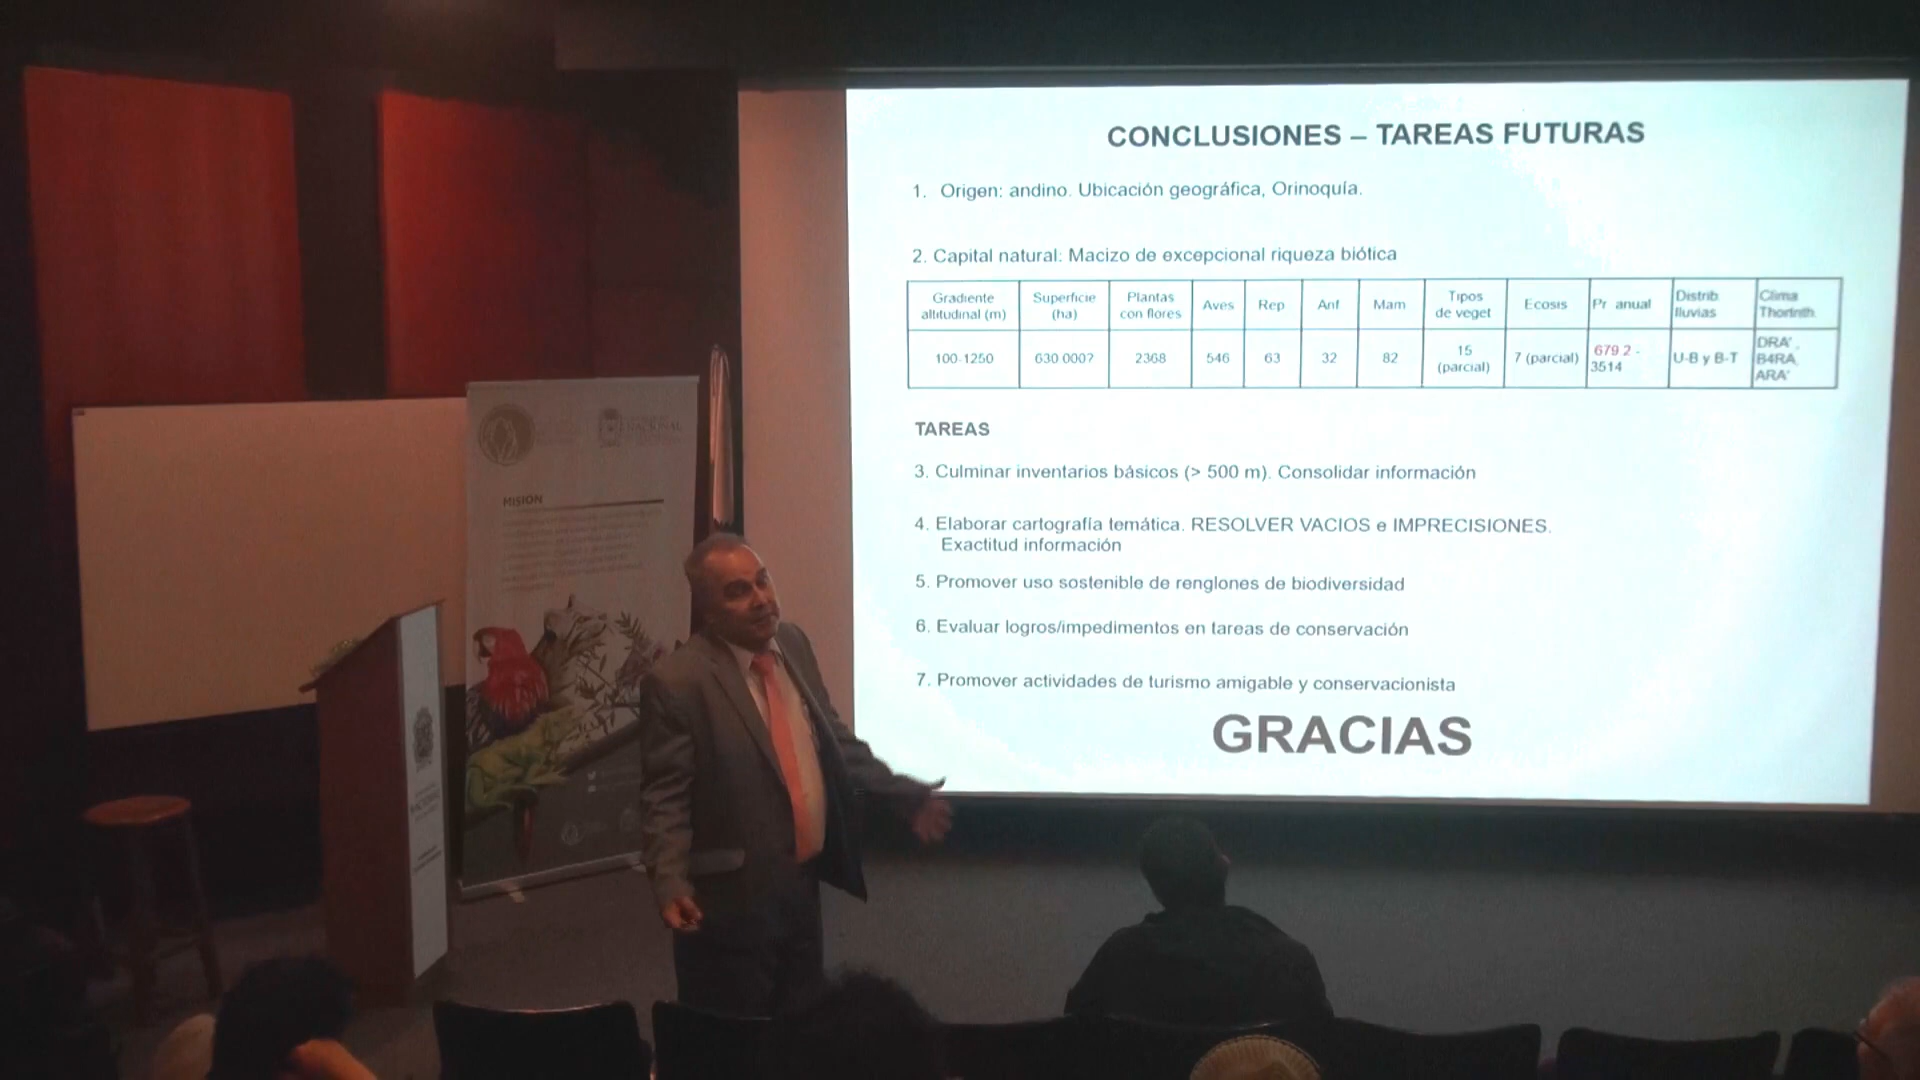 CONCLUSIONES – TAREAS FUTURAS
1. Origen: andino. Ubicación geográfica, Orinoquía.
2. Capital natural: Macizo de excepcional riqueza biótica
Gradiente altitudinal (m) Superficie (ha) Plantas con flores Aves Rep Anf Mam Tipos de veget Ecosis Pr anual Distrib lluvias Clima
100-1250 630 000? 2368 546 63 32 82 15 (parcial) 7 (parcial) 679 2 - 3514 U-B y B-T DRA', B4RA, ARA'
TAREAS
3. Culminar inventarios básicos (> 500 m). Consolidar información
4. Elaborar cartografía temática. RESOLVER VACIOS e IMPRECISIONES.
Exactitud información
5. Promover uso sostenible de renglones de biodiversidad
6. Evaluar logros/impedimentos en tareas de conservación
7. Promover actividades de turismo amigable y conservacionista
GRACIAS
NACIONAL
MISIÓN